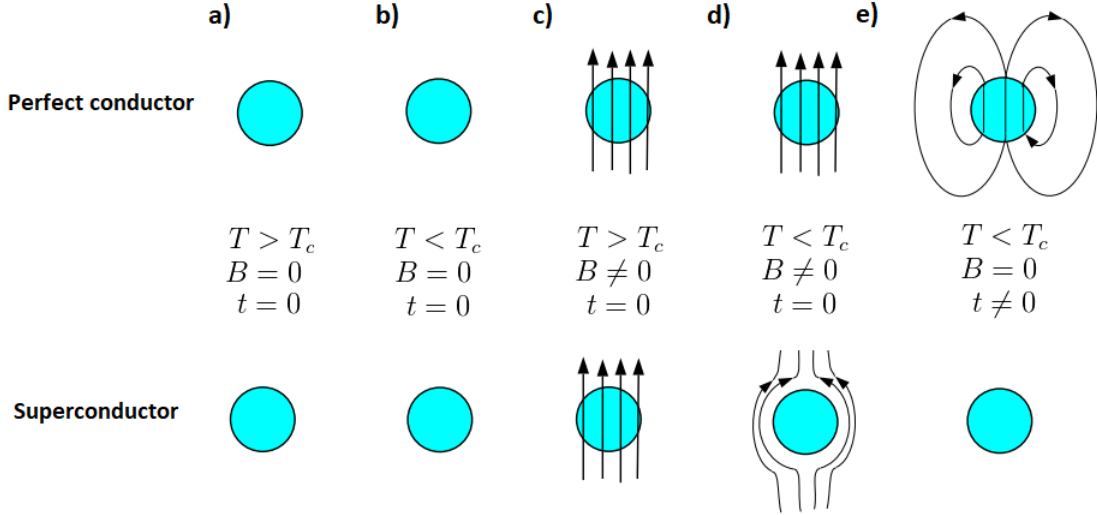 a) b) c) d) e)
Perfect conductor
T > T_c T < T_c T > T_c T < T_c T < T_c
B = 0 B = 0 B ≠ 0 B ≠ 0 B = 0
t = 0 t = 0 t = 0 t = 0 t ≠ 0
Superconductor